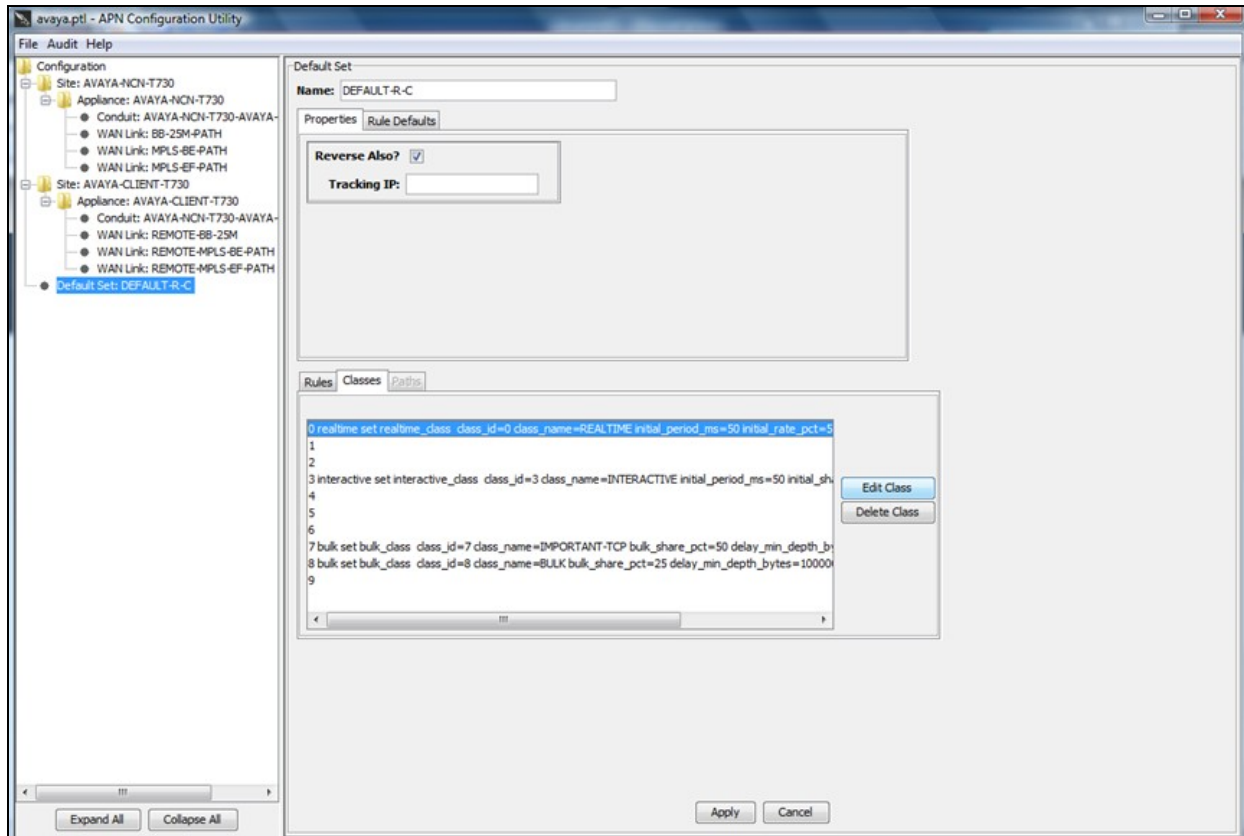 avaya.ptl - APN Configuration Utility
File Audit Help
Configuration
Site: AVAYA-NCN-T730
Appliance: AVAYA-NCN-T730
Conduit: AVAYA-NCN-T730-AVAYA-
WAN Link: BB-25M-PATH
WAN Link: MPLS-BE-PATH
WAN Link: MPLS-EF-PATH
Site: AVAYA-CLIENT-T730
Appliance: AVAYA-CLIENT-T730
Conduit: AVAYA-NCN-T730-AVAYA-
WAN Link: REMOTE-BB-25M
WAN Link: REMOTE-MPLS-BE-PATH
WAN Link: REMOTE-MPLS-EF-PATH
Default Set: DEFAULT-R-C
Expand All Collapse All
Default Set
Name: DEFAULT-R-C
Properties Rule Defaults
Reverse Also?
Tracking IP:
Rules Classes Paths
0 realtime set realtime_class class_id=0 class_name=REALTIME initial_period_ms=50 initial_rate_pct=5
1
2
3 interactive set interactive_class class_id=3 class_name=INTERACTIVE initial_period_ms=50 initial_sh
4
5
6
7 bulk set bulk_class class_id=7 class_name=IMPORTANT-TCP bulk_share_pct=50 delay_min_depth_by
8 bulk set bulk_class class_id=8 class_name=BULK bulk_share_pct=25 delay_min_depth_bytes=10000
9
Edit Class
Delete Class
Apply Cancel